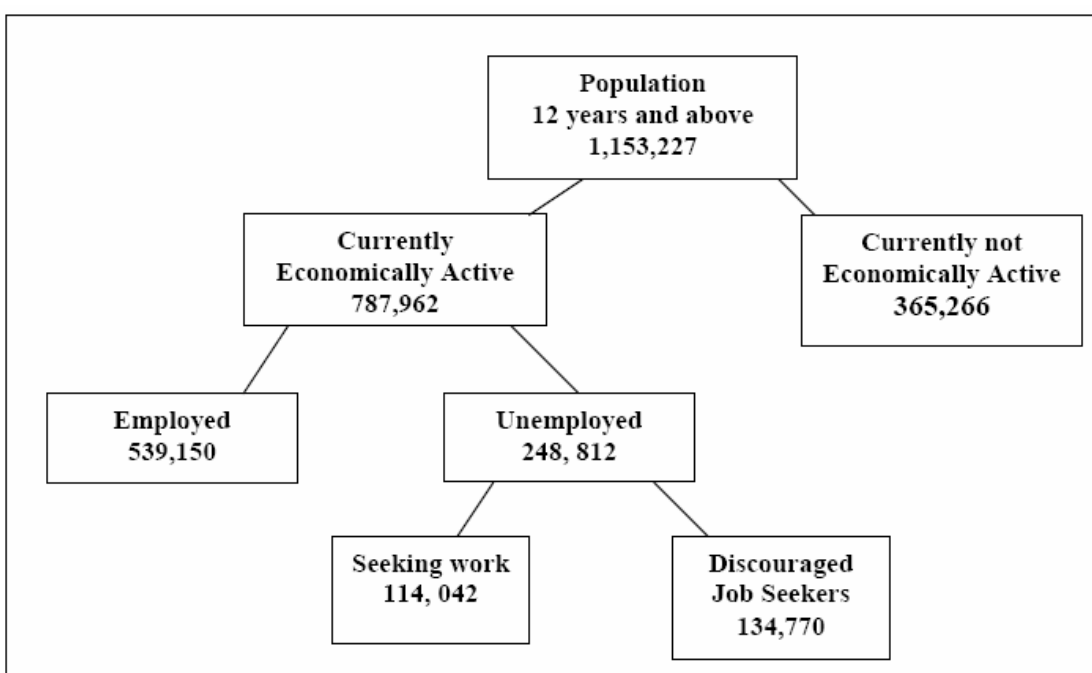 Population
12 years and above
1,153,227
Currently
Economically Active
787,962
Currently not
Economically Active
365,266
Employed
539,150
Unemployed
248, 812
Seeking work
114, 042
Discouraged
Job Seekers
134,770